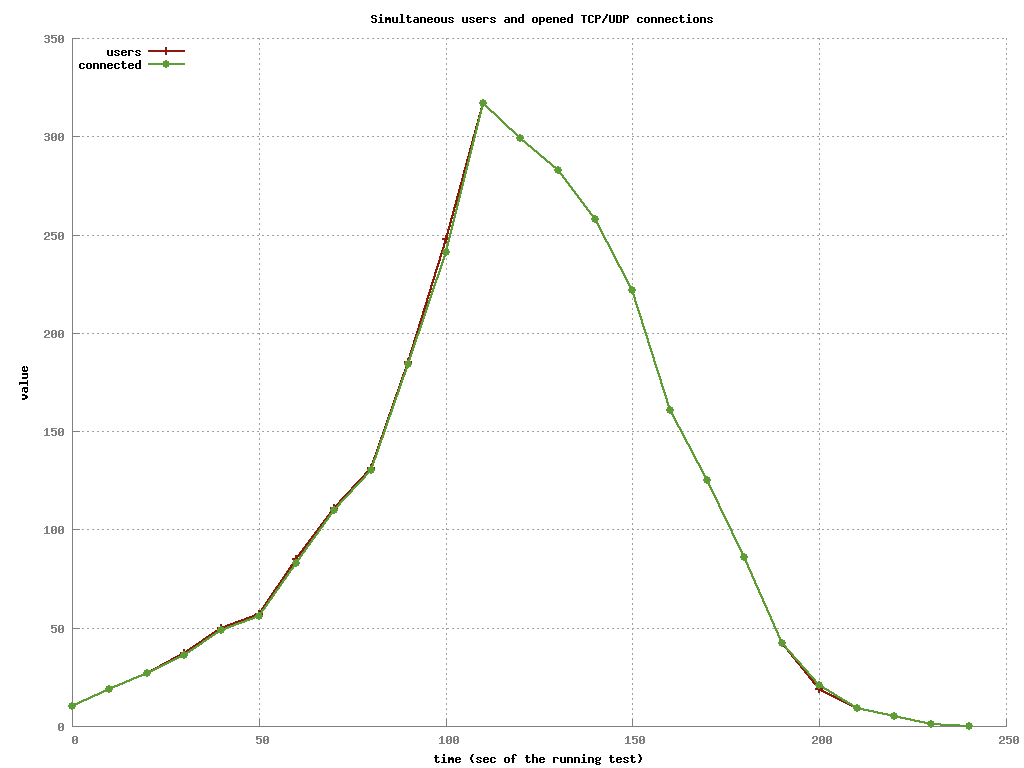 Simultaneous users and opened TCP/UDP connections
350
users
connected
300
250
200
value
150
100
50
0
0 50 100 150 200 250
time (sec of the running test)